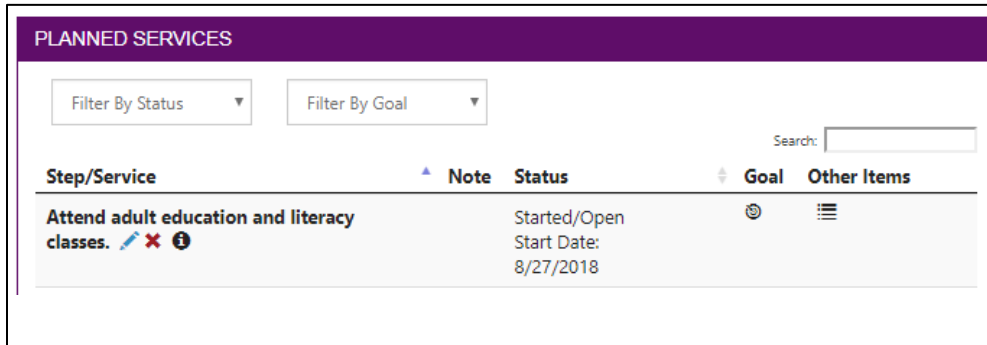 PLANNED SERVICES
Filter By Status
Filter By Goal
Search:
Step/Service Note Status Goal Other Items
Attend adult education and literacy
classes.
Started/Open
Start Date:
8/27/2018